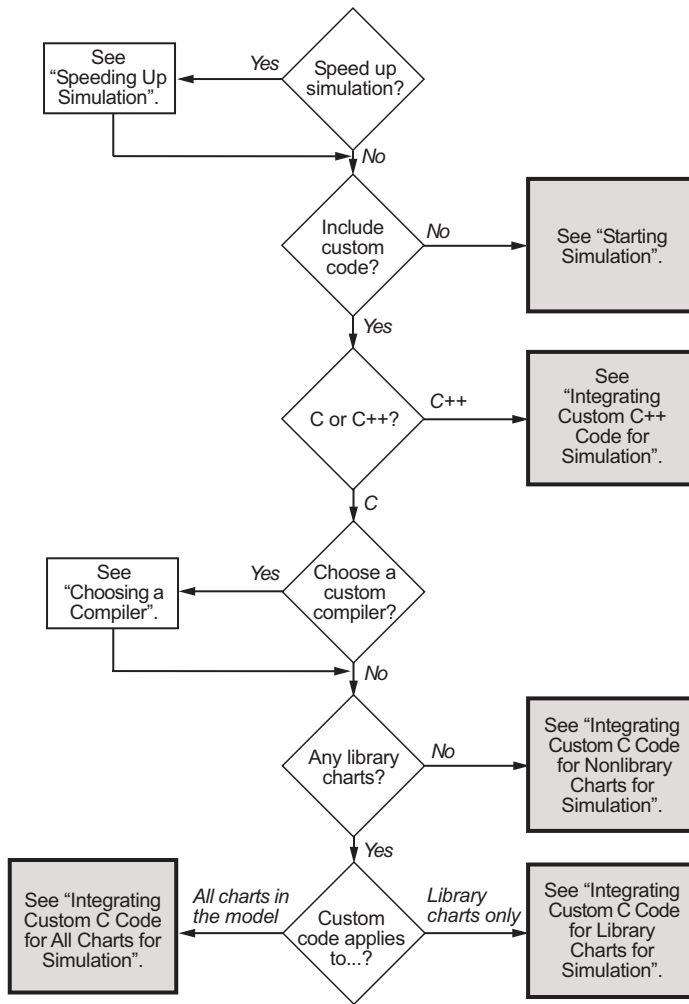 Speed up
simulation?
Yes
See
“Speeding Up
Simulation”.
No
Include
custom
code?
No
See “Starting
Simulation”.
Yes
C or C++?
C++
See
“Integrating
Custom C++
Code for
Simulation”.
C
Choose a
custom
compiler?
Yes
See
“Choosing a
Compiler”.
No
Any library
charts?
No
See “Integrating
Custom C Code
for Nonlibrary
Charts for
Simulation”.
Yes
Custom
code applies
to...?
All charts in
the model
See “Integrating
Custom C Code
for All Charts for
Simulation”.
Library
charts only
See “Integrating
Custom C Code
for Library
Charts for
Simulation”.